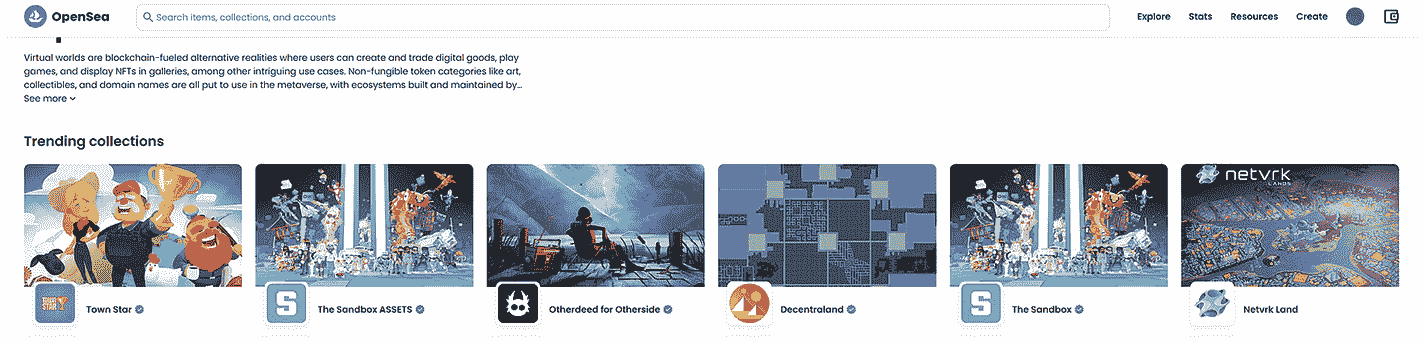 OpenSea
Search items, collections, and accounts
Explore
Stats
Resources
Create
Virtual worlds are blockchain-fueled alternative realities where users can create and trade digital goods, play
games, and display NFTs in galleries, among other intriguing use cases. Non-fungible token categories like art,
collectibles, and domain names are all put to use in the metaverse, with ecosystems built and maintained by...
See more
Trending collections
netvrk
LANDS
TOWN
STAR
Town Star
S
The Sandbox ASSETS
Otherdeed for Otherside
Decentraland
S
The Sandbox
Netvrk Land